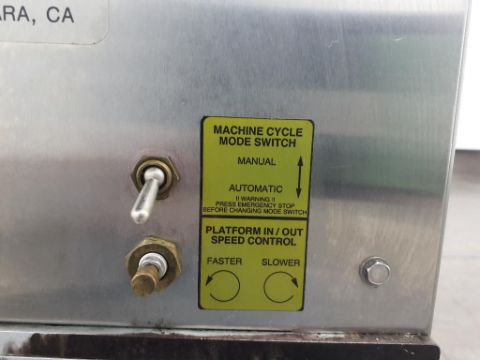 ARA, CA
MACHINE CYCLE
MODE SWITCH
MANUAL
AUTOMATIC
!! WARNING !!
PRESS EMERGENCY STOP
BEFORE CHANGING MODE SWITCH
PLATFORM IN / OUT
SPEED CONTROL
FASTER SLOWER